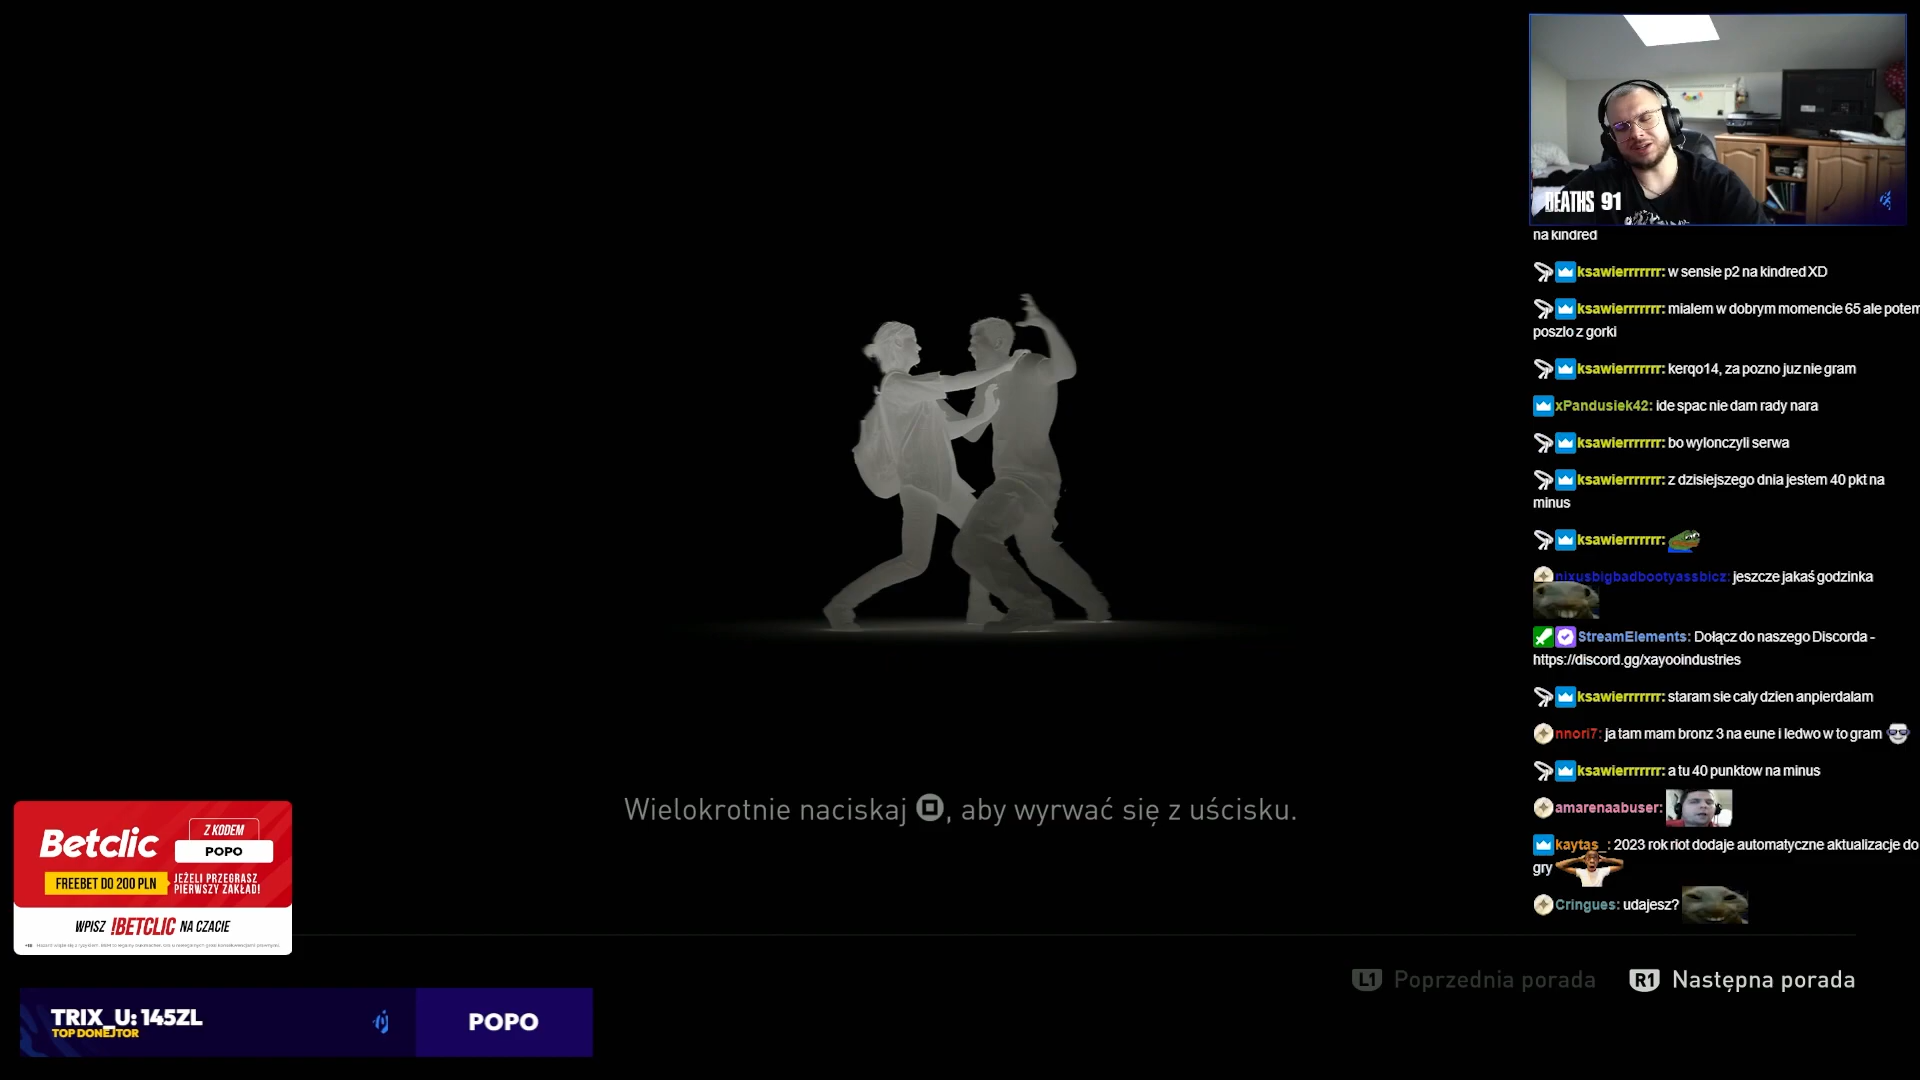 DEATHS 91
na kindred
ksawierrrrrrr: w sensie p2 na kindred XD
ksawierrrrrrr: mialem w dobrym momencie 65 ale potem
poszlo z gorki
ksawierrrrrrr: kerqo14, za pozno juz nie gram
xPandusiek42: ide spac nie dam rady nara
ksawierrrrrrr: bo wylonczyli serwa
ksawierrrrrrr: z dzisiejszego dnia jestem 40 pkt na
minus
ksawierrrrrrr:
nixusbigbadbootyassbicz: jeszcze jakaś godzinka
StreamElements: Dołącz do naszego Discorda -
https://discord.gg/xayooindustries
ksawierrrrrrr: staram sie caly dzien anpierdalam
nnori7: ja tam mam bronz 3 na eune i ledwo w to gram
ksawierrrrrrr: a tu 40 punktow na minus
amarenaabuser:
kaytas_: 2023 rok riot dodaje automatyczne aktualizacje do
gry
Cringues: udajesz?
Wielokrotnie naciskaj , aby wyrwać się z uścisku.
Betclic
Z KODEM
POPO
FREEBET DO 200 PLN
JEŻELI PRZEGRASZ
PIERWSZY ZAKŁAD!
WPISZ !BETCLIC NA CZACIE
L1 Poprzednia porada
R1 Następna porada
TRIX_U: 145ZL
TOP DONEJTOR
POPO